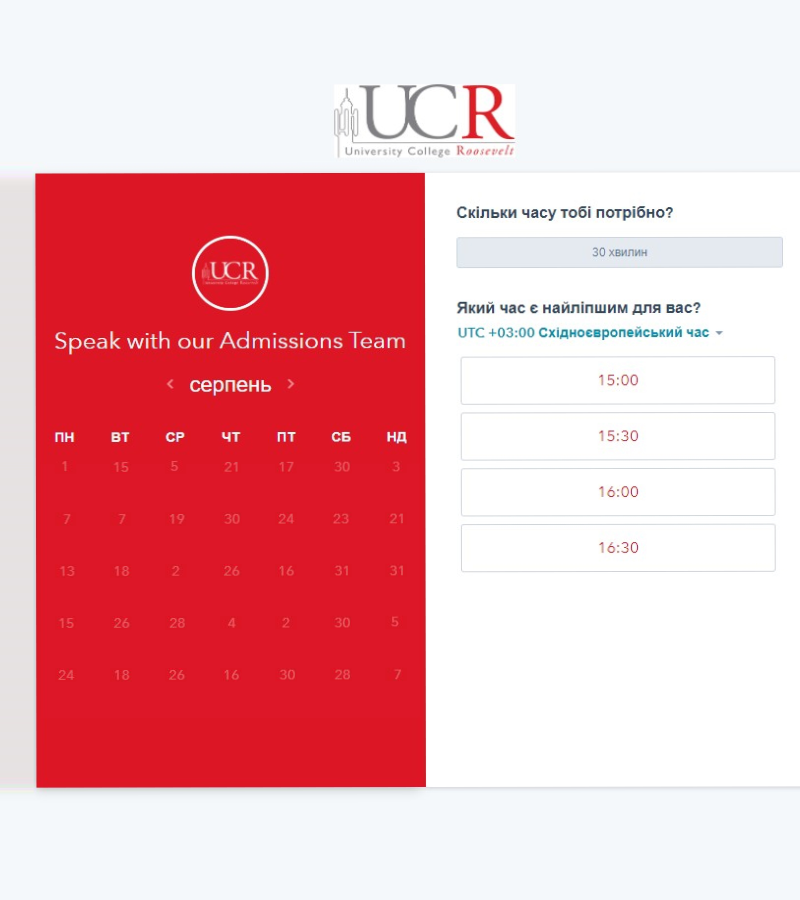 UCR
University College Roosevelt
UCR
University College Roosevelt
Speak with our Admissions Team
серпень
ПН ВТ СР ЧТ ПТ СБ НД
1 15 5 21 17 30 3
7 7 19 30 24 23 21
13 18 2 26 16 31 31
15 26 28 4 2 30 5
24 18 26 16 30 28 7
Скільки часу тобі потрібно?
30 хвилин
Який час є найліпшим для вас?
UTC +03:00 Східноєвропейський час
15:00
15:30
16:00
16:30